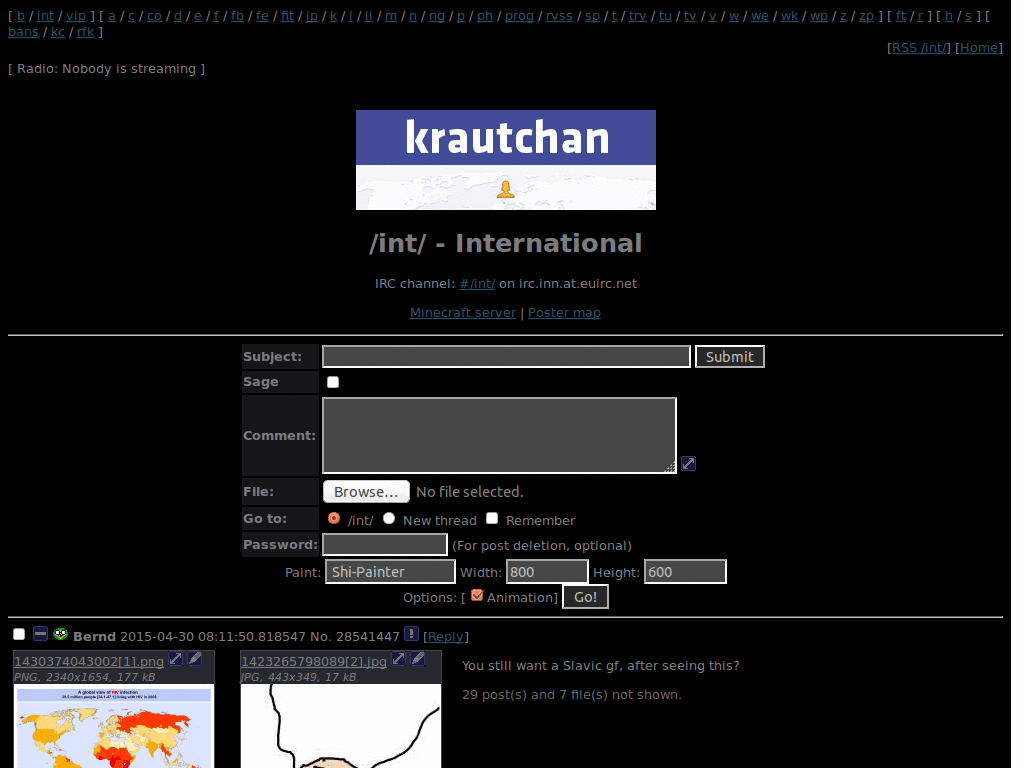 [ b / int / vip ] [ a / c / co / d / e / f / fb / fe / fit / jp / k / l / li / m / n / ng / p / ph / prog / rvss / sp / t / trv / tu / tv / v / w / we / wk / wp / z / zp ] [ ft / r ] [ h / s ] [
bans / kc / rfk ]
[RSS /int/] [Home]
[ Radio: Nobody is streaming ]
krautchan
/int/ - International
IRC channel: #/int/ on irc.inn.at.euirc.net
Minecraft server | Poster map
Subject: Submit
Sage
Comment:
File: Browse... No file selected.
Go to: /int/ New thread Remember
Password: (For post deletion, optional)
Paint: Shi-Painter Width: 800 Height: 600
Options: [ Animation] Go!
Bernd 2015-04-30 08:11:50.818547 No. 28541447 ! [Reply]
1430374043002[1].png
PNG, 2340x1654, 177 kB
A global view of HIV infection
1423265798089[2].jpg
JPG, 443x349, 17 kB
You still want a Slavic gf, after seeing this?
29 post(s) and 7 file(s) not shown.